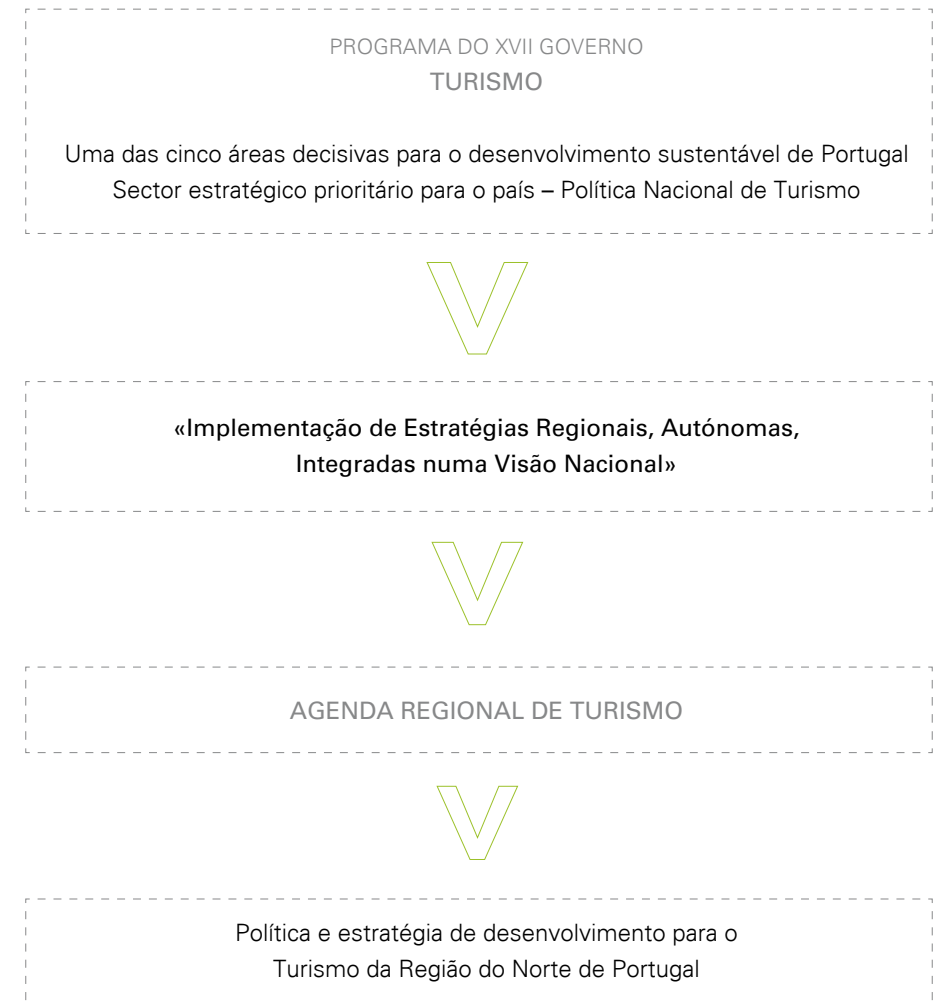 PROGRAMA DO XVII GOVERNO
TURISMO
Uma das cinco áreas decisivas para o desenvolvimento sustentável de Portugal
Sector estratégico prioritário para o país – Política Nacional de Turismo
«Implementação de Estratégias Regionais, Autónomas,
Integradas numa Visão Nacional»
AGENDA REGIONAL DE TURISMO
Política e estratégia de desenvolvimento para o
Turismo da Região do Norte de Portugal